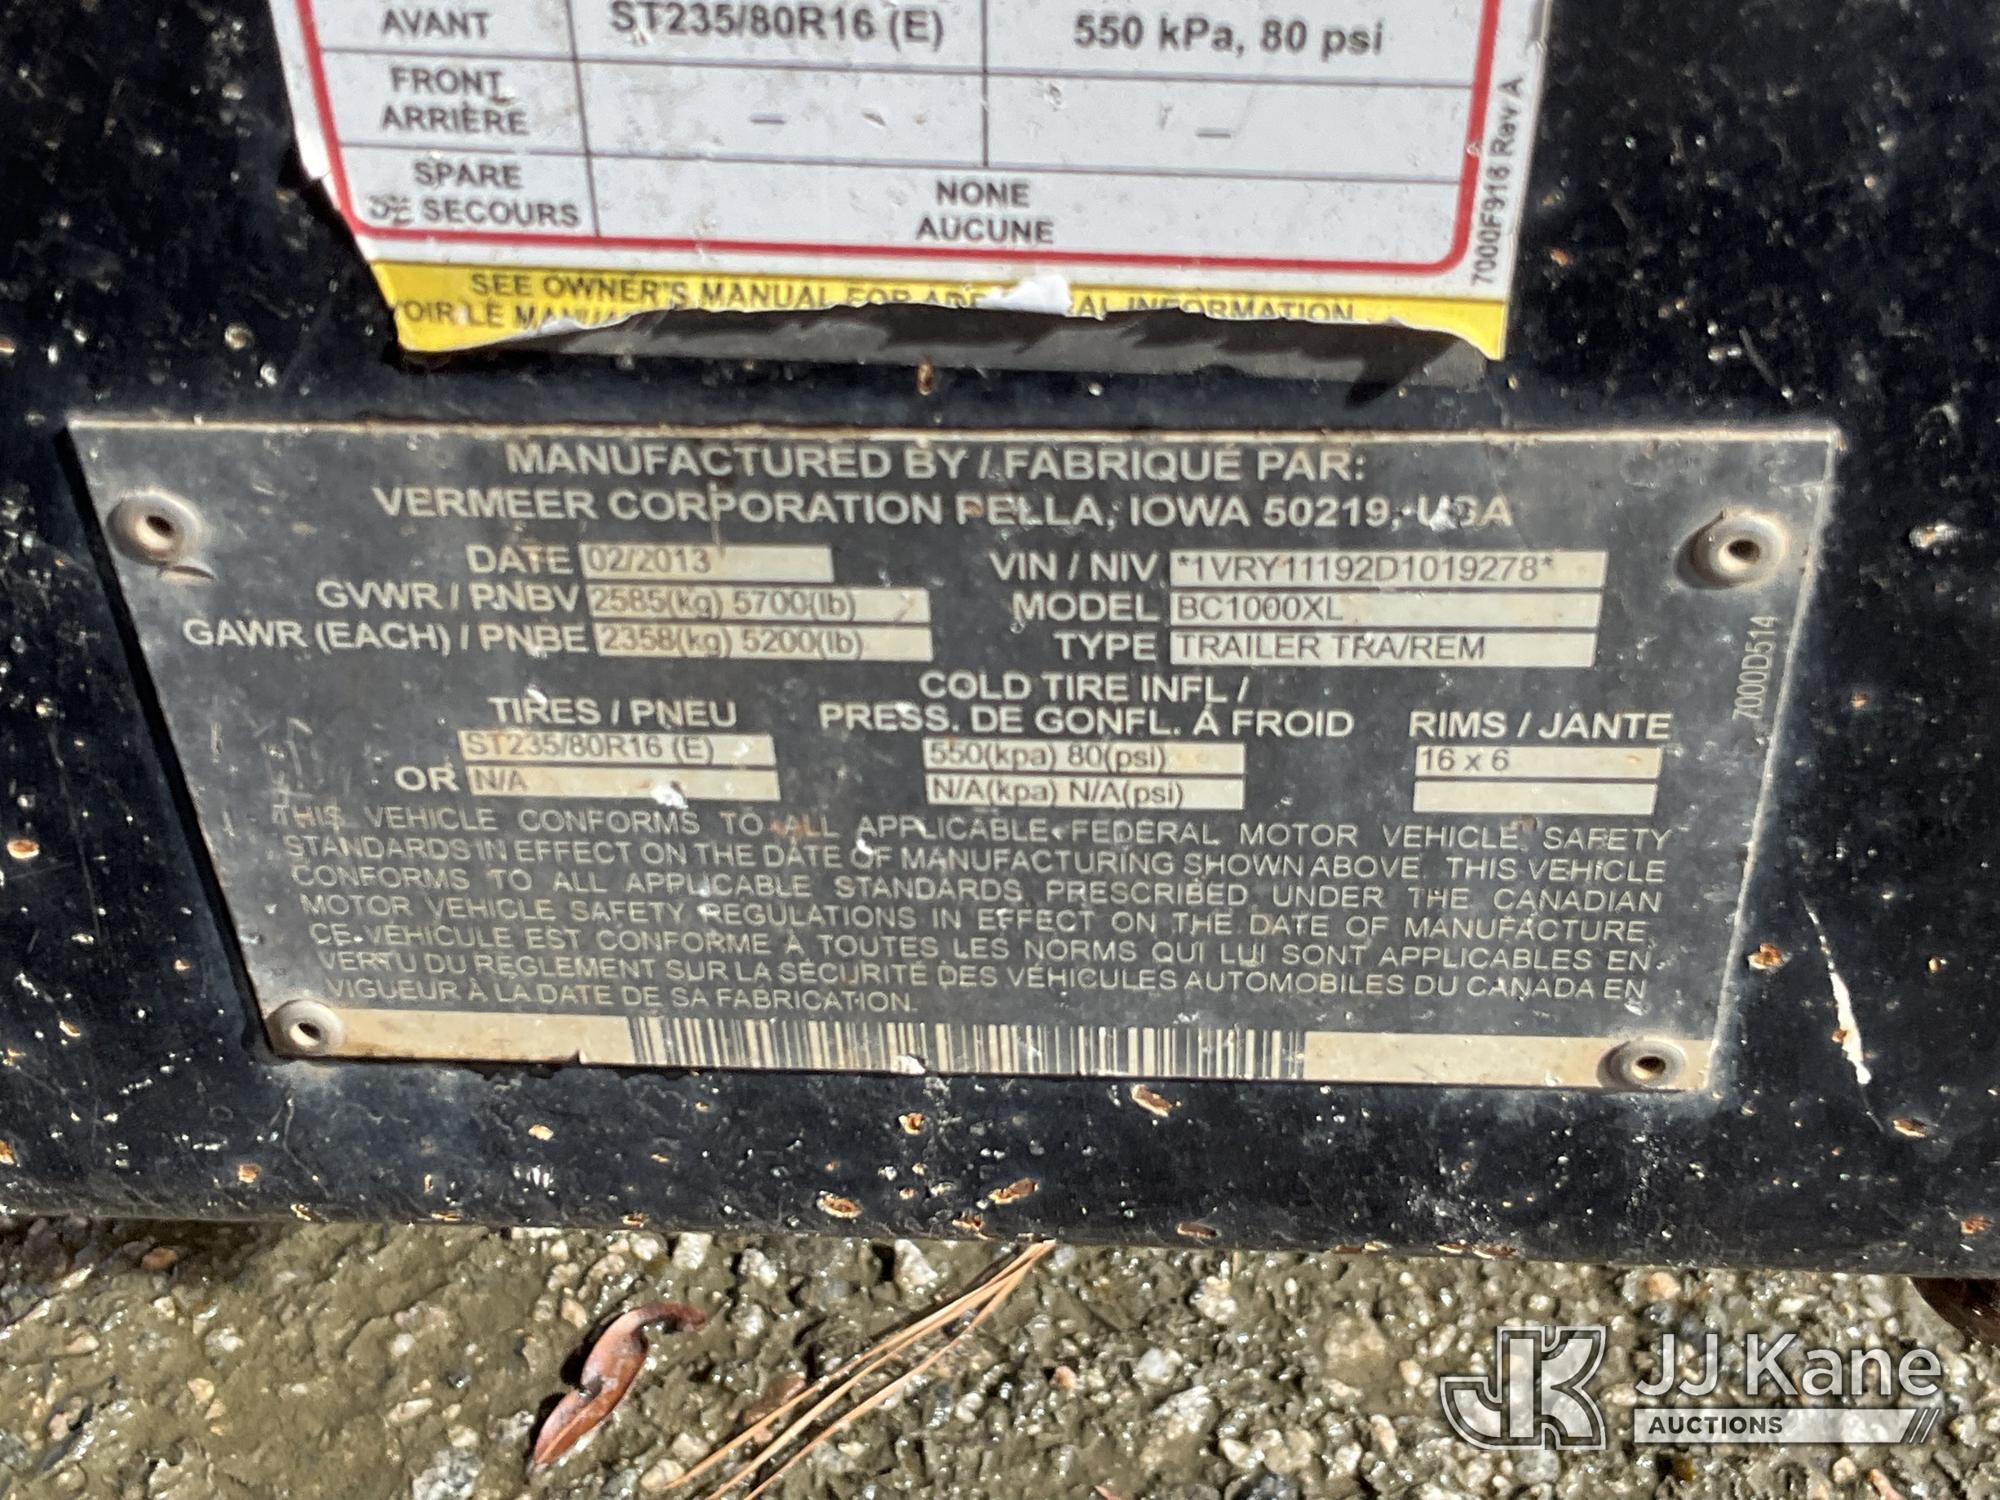 AVANT ST235/80R16 (E) 550 kPa, 80 psi
FRONT
ARRIÈRE – –
SPARE NONE
DE SECOURS AUCUNE
SEE OWNER'S MANUAL FOR INFORMATION
VOIR LE
7000F916 Rev A
MANUFACTURED BY / FABRIQUÉ PAR:
VERMEER CORPORATION PELLA, IOWA 50219, USA
DATE 02/2013 VIN / NIV *1VRY11192D1019278*
GVWR / PNBV 2585(kg) 5700(lb) MODEL BC1000XL
GAWR (EACH) / PNBE 2358(kg) 5200(lb) TYPE TRAILER TRA/REM
COLD TIRE INFL /
TIRES / PNEU PRESS. DE GONFL. À FROID RIMS / JANTE
ST235/80R16 (E) 550(kpa) 80(psi) 16 x 6
OR N/A N/A(kpa) N/A(psi)
THIS VEHICLE CONFORMS TO ALL APPLICABLE FEDERAL MOTOR VEHICLE SAFETY
STANDARDS IN EFFECT ON THE DATE OF MANUFACTURING SHOWN ABOVE. THIS VEHICLE
CONFORMS TO ALL APPLICABLE STANDARDS PRESCRIBED UNDER THE CANADIAN
MOTOR VEHICLE SAFETY REGULATIONS IN EFFECT ON THE DATE OF MANUFACTURE.
CE VÉHICULE EST CONFORME À TOUTES LES NORMS QUI LUI SONT APPLICABLES EN
VERTU DU RÈGLEMENT SUR LA SÉCURITÉ DES VÉHICULES AUTOMOBILES DU CANADA EN
VIGUEUR À LA DATE DE SA FABRICATION.
7000D514
JK JJ Kane
AUCTIONS